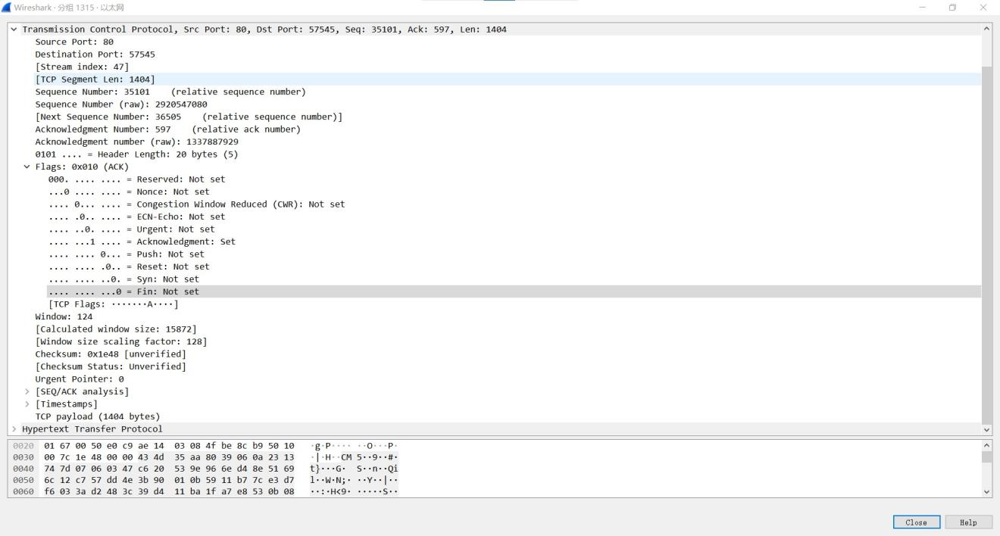 Wireshark · 分组 1315 · 以太网
Transmission Control Protocol, Src Port: 80, Dst Port: 57545, Seq: 35101, Ack: 597, Len: 1404
Source Port: 80
Destination Port: 57545
[Stream index: 47]
[TCP Segment Len: 1404]
Sequence Number: 35101    (relative sequence number)
Sequence Number (raw): 2920547080
[Next Sequence Number: 36505    (relative sequence number)]
Acknowledgment Number: 597    (relative ack number)
Acknowledgment number (raw): 1337887929
0101 .... = Header Length: 20 bytes (5)
Flags: 0x010 (ACK)
000. .... .... = Reserved: Not set
...0 .... .... = Nonce: Not set
.... 0... .... = Congestion Window Reduced (CWR): Not set
.... .0.. .... = ECN-Echo: Not set
.... ..0. .... = Urgent: Not set
.... ...1 .... = Acknowledgment: Set
.... .... 0... = Push: Not set
.... .... .0.. = Reset: Not set
.... .... ..0. = Syn: Not set
.... .... ...0 = Fin: Not set
[TCP Flags: ·······A····]
Window: 124
[Calculated window size: 15872]
[Window size scaling factor: 128]
Checksum: 0x1e48 [unverified]
[Checksum Status: Unverified]
Urgent Pointer: 0
[SEQ/ACK analysis]
[Timestamps]
TCP payload (1404 bytes)
Hypertext Transfer Protocol
0020 01 67 00 50 e0 c9 ae 14 03 08 4f be 8c b9 50 10 ·g·P···· ··O···P·
0030 00 7c 1e 48 00 00 43 4d 35 aa 80 39 06 0a 23 13 ·|·H··CM 5··9··#·
0040 74 7d 07 06 03 47 c6 20 53 9e 96 6e d4 8e 51 69 t}···G·  S··n··Qi
0050 6c 12 c7 57 dd 4e 3b 90 01 0b 59 11 b7 7c e3 d7 l··W·N;· ··Y··|··
0060 f6 03 3a d2 48 3c 39 d4 11 ba 1f a7 e8 53 0b 08 ··:·H<9· ·····S··
Close
Help